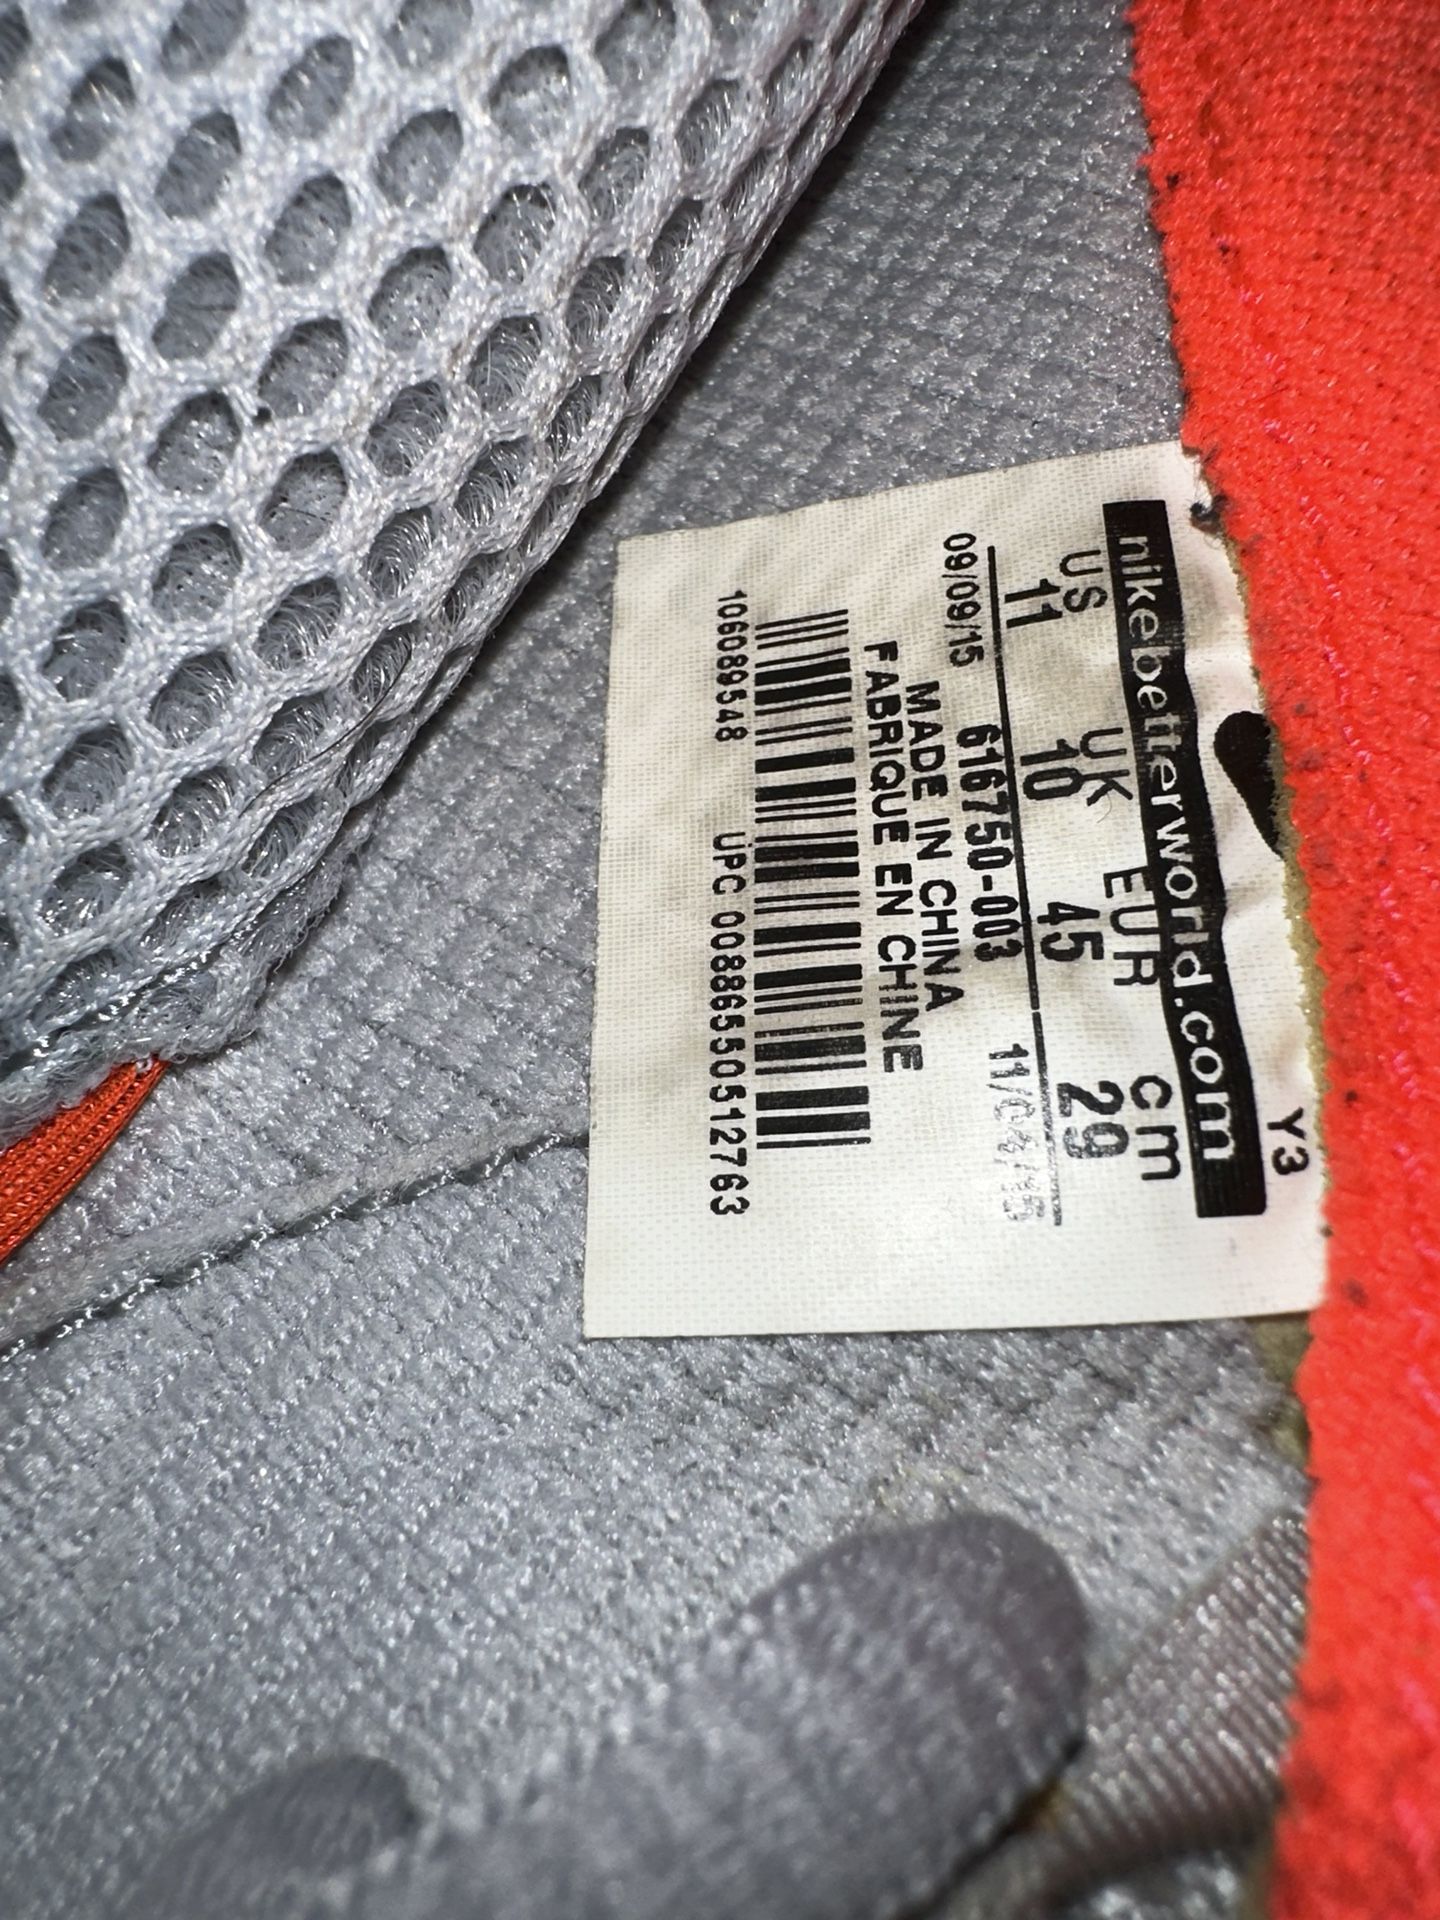 Y3
nikebetterworld.com
US UK EUR cm
11 10 45 29
09/09/15 616750-003
MADE IN CHINA
FABRIQUE EN CHINE
1060895548 UPC 00886550512763